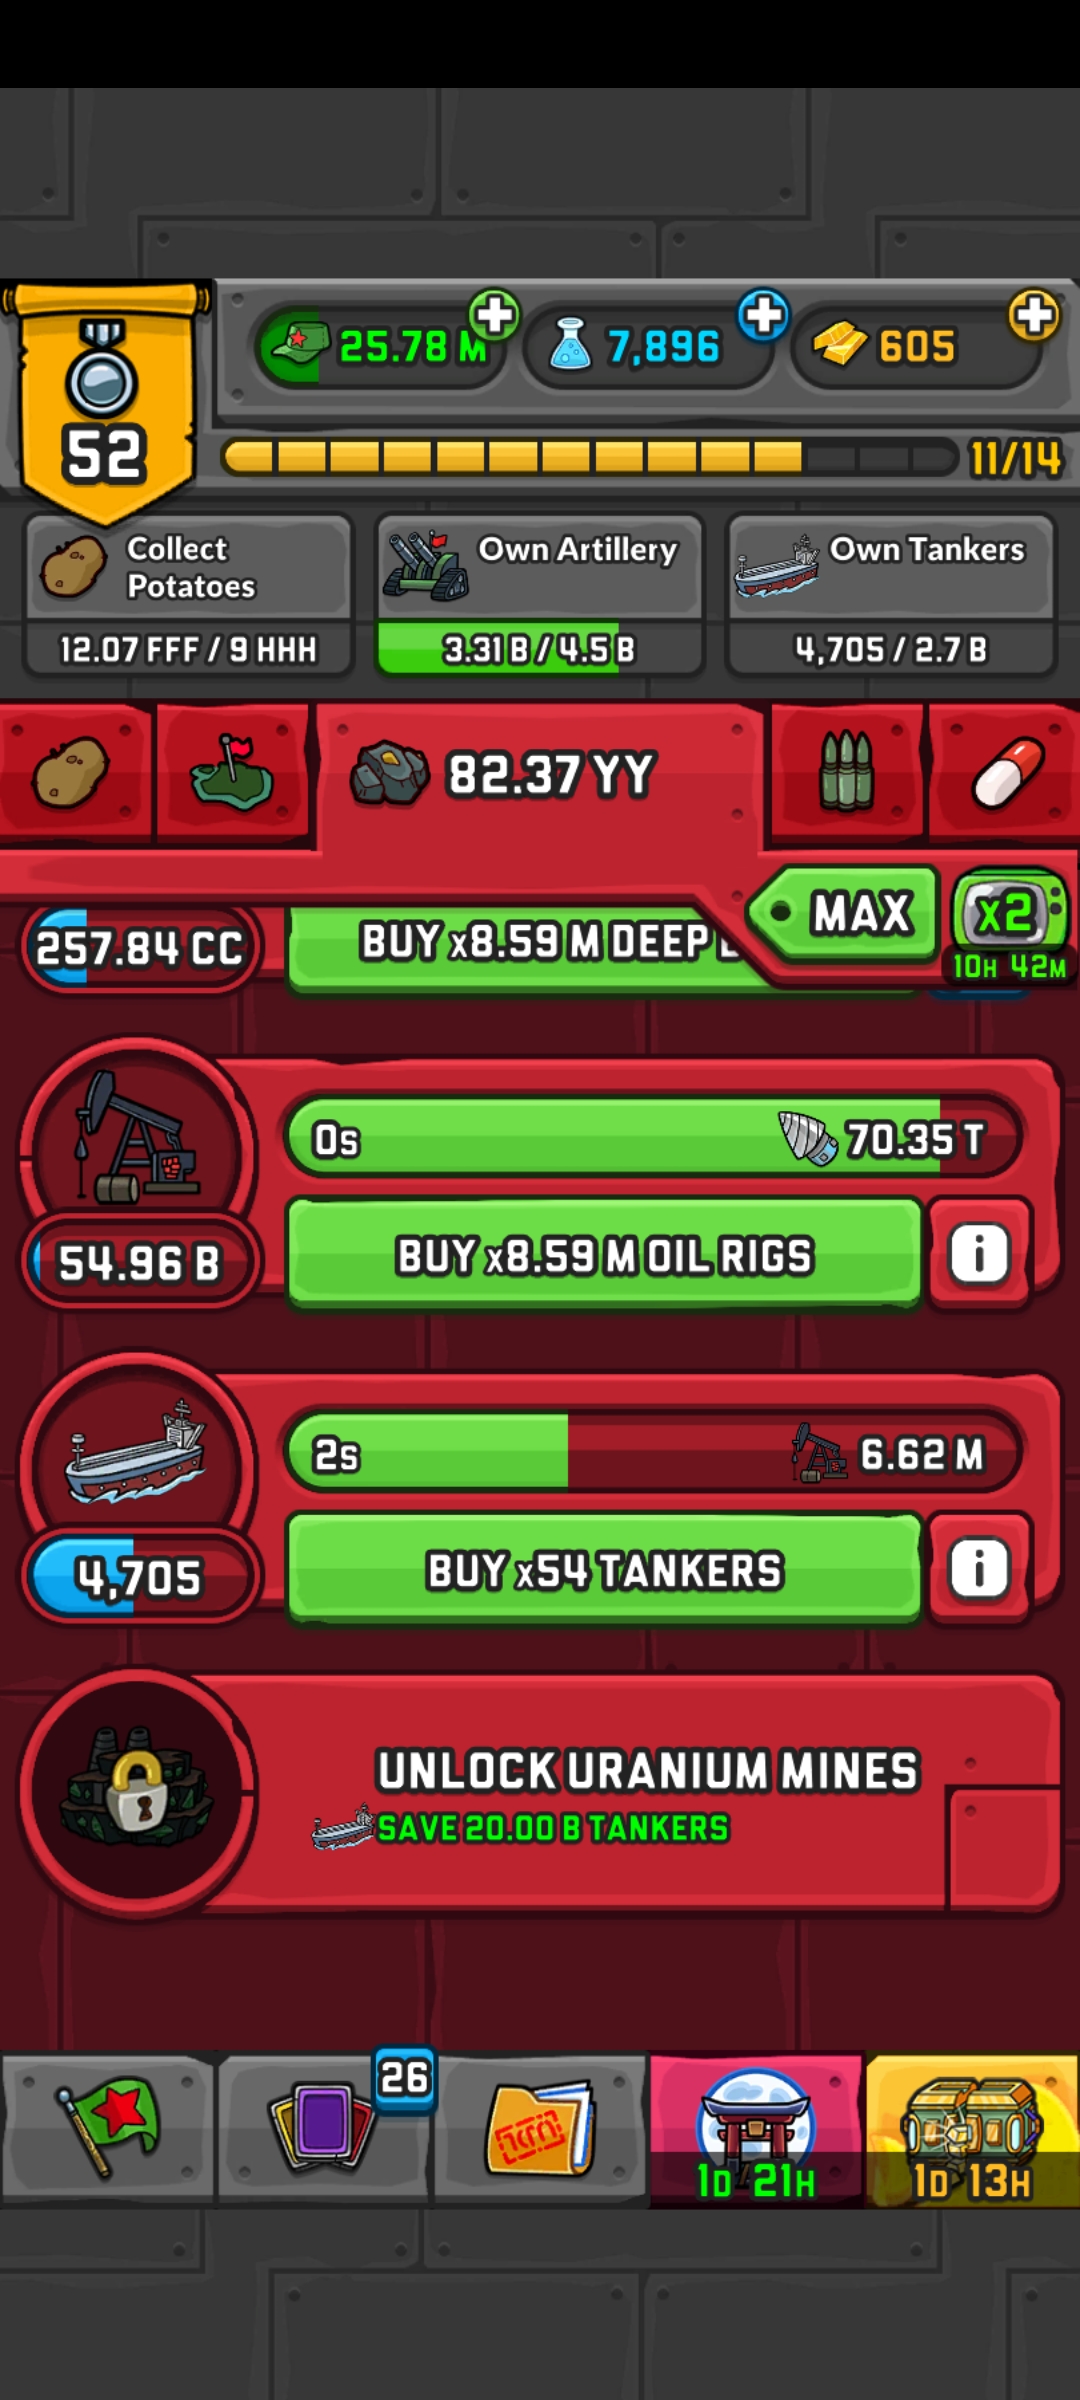 25.78 M
7,896
605
52
11/14
Collect
Potatoes
Own Artillery
Own Tankers
12.07 FFF / 9 HHH
3.31 B / 4.5 B
4,705 / 2.7 B
82.37 YY
MAX
x2
10H 42M
257.84 CC
BUY x8.59 M DEEP
0s
70.35 T
54.96 B
BUY x8.59 M OIL RIGS
i
2s
6.62 M
4,705
BUY x54 TANKERS
i
UNLOCK URANIUM MINES
SAVE 20.00 B TANKERS
26
1D 21H
1D 13H